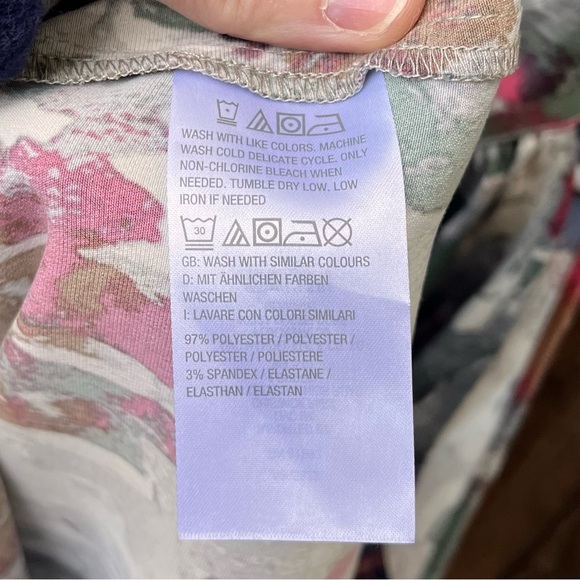 WASH WITH LIKE COLORS. MACHINE
WASH COLD DELICATE CYCLE. ONLY
NON-CHLORINE BLEACH WHEN
NEEDED. TUMBLE DRY LOW. LOW
IRON IF NEEDED
30
GB: WASH WITH SIMILAR COLOURS
D: MIT ÄHNLICHEN FARBEN
WASCHEN
I: LAVARE CON COLORI SIMILARI
97% POLYESTER / POLYESTER /
POLYESTER / POLIESTERE
3% SPANDEX / ELASTANE /
ELASTHAN / ELASTAN